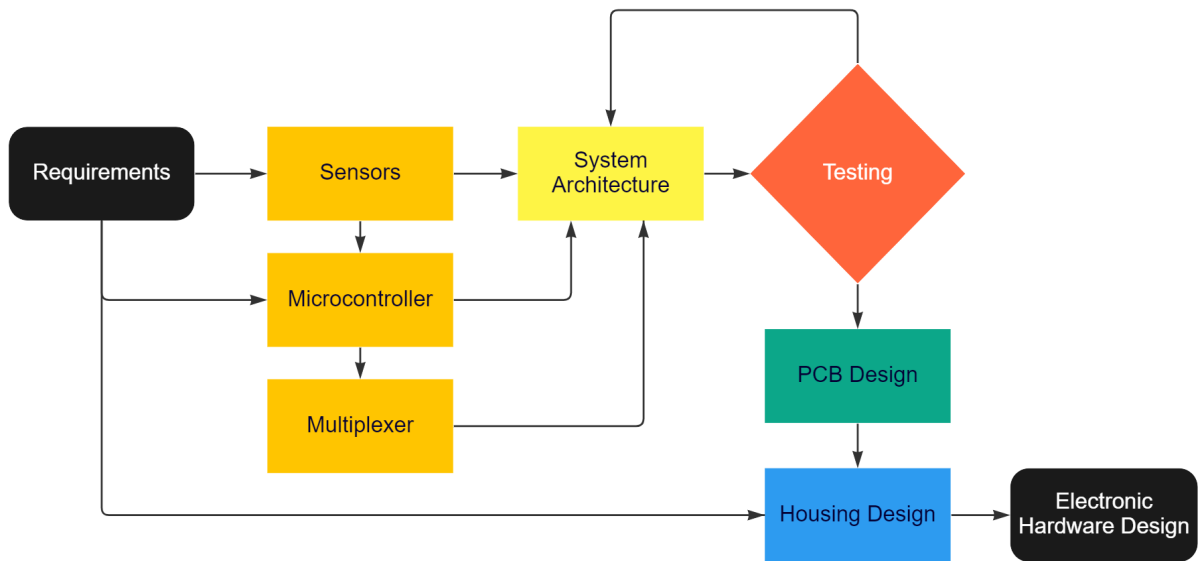 Requirements
Sensors
System
Architecture
Testing
Microcontroller
Multiplexer
PCB Design
Housing Design
Electronic
Hardware Design